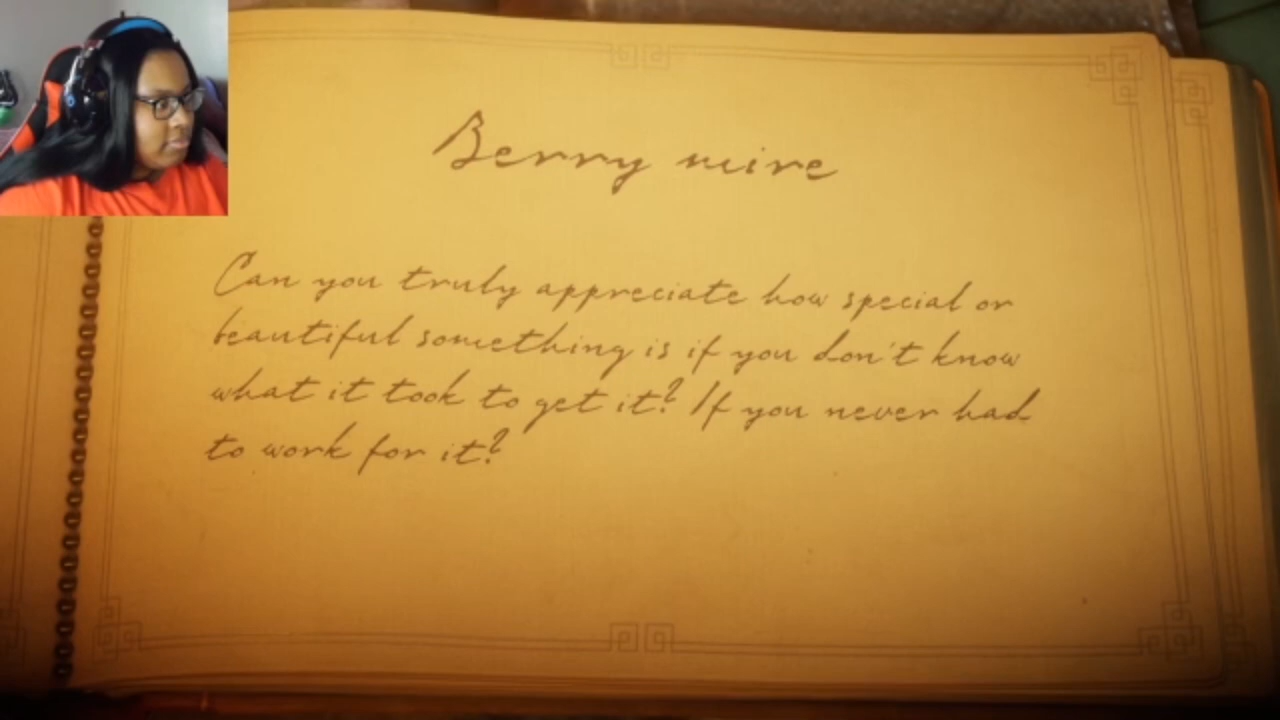 Berry mire
Can you truly appreciate how special or
beautiful something is if you don't know
what it took to get it? If you never had
to work for it?